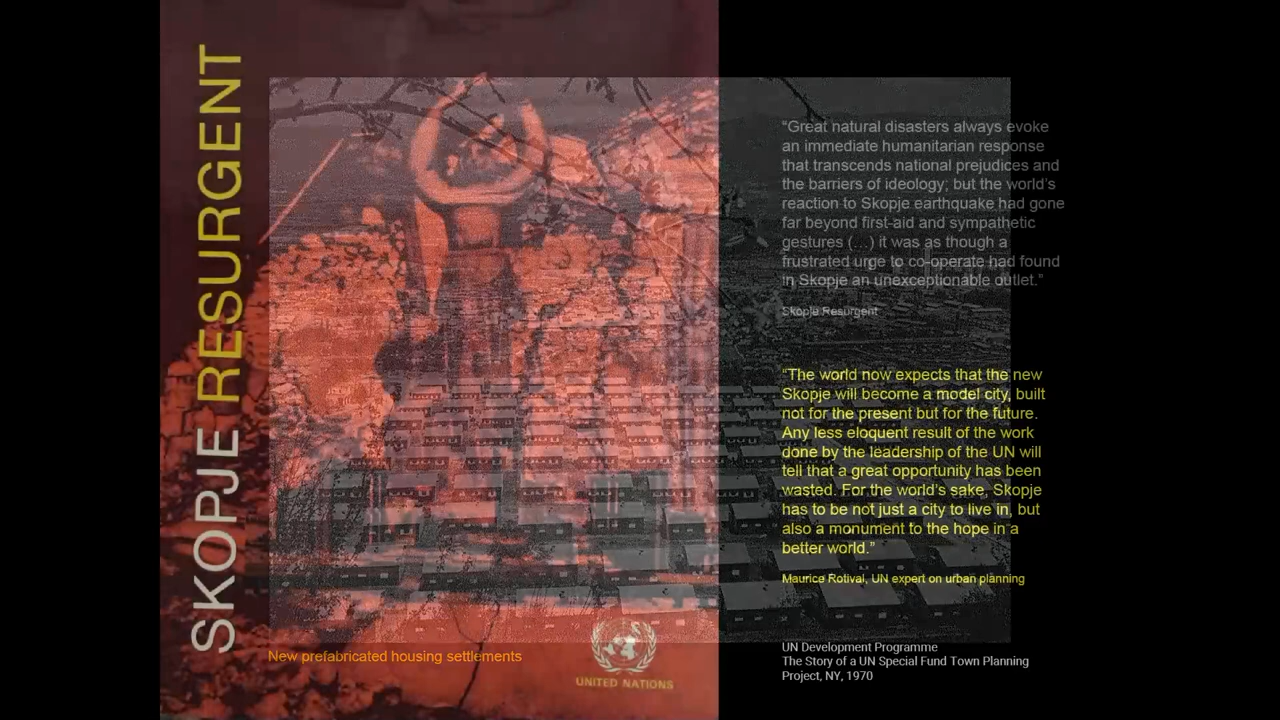 SKOPJE RESURGENT
“Great natural disasters always evoke
an immediate humanitarian response
that transcends national prejudices and
the barriers of ideology; but the world’s
reaction to Skopje earthquake had gone
far beyond first-aid and sympathetic
gestures (...) it was as though a
frustrated urge to co-operate had found
in Skopje an unexceptionable outlet.”
Skopje Resurgent
“The world now expects that the new
Skopje will become a model city, built
not for the present but for the future.
Any less eloquent result of the work
done by the leadership of the UN will
tell that a great opportunity has been
wasted. For the world’s sake, Skopje
has to be not just a city to live in, but
also a monument to the hope in a
better world.”
Maurice Rotival, UN expert on urban planning
New prefabricated housing settlements
UNITED NATIONS
UN Development Programme
The Story of a UN Special Fund Town Planning
Project, NY, 1970